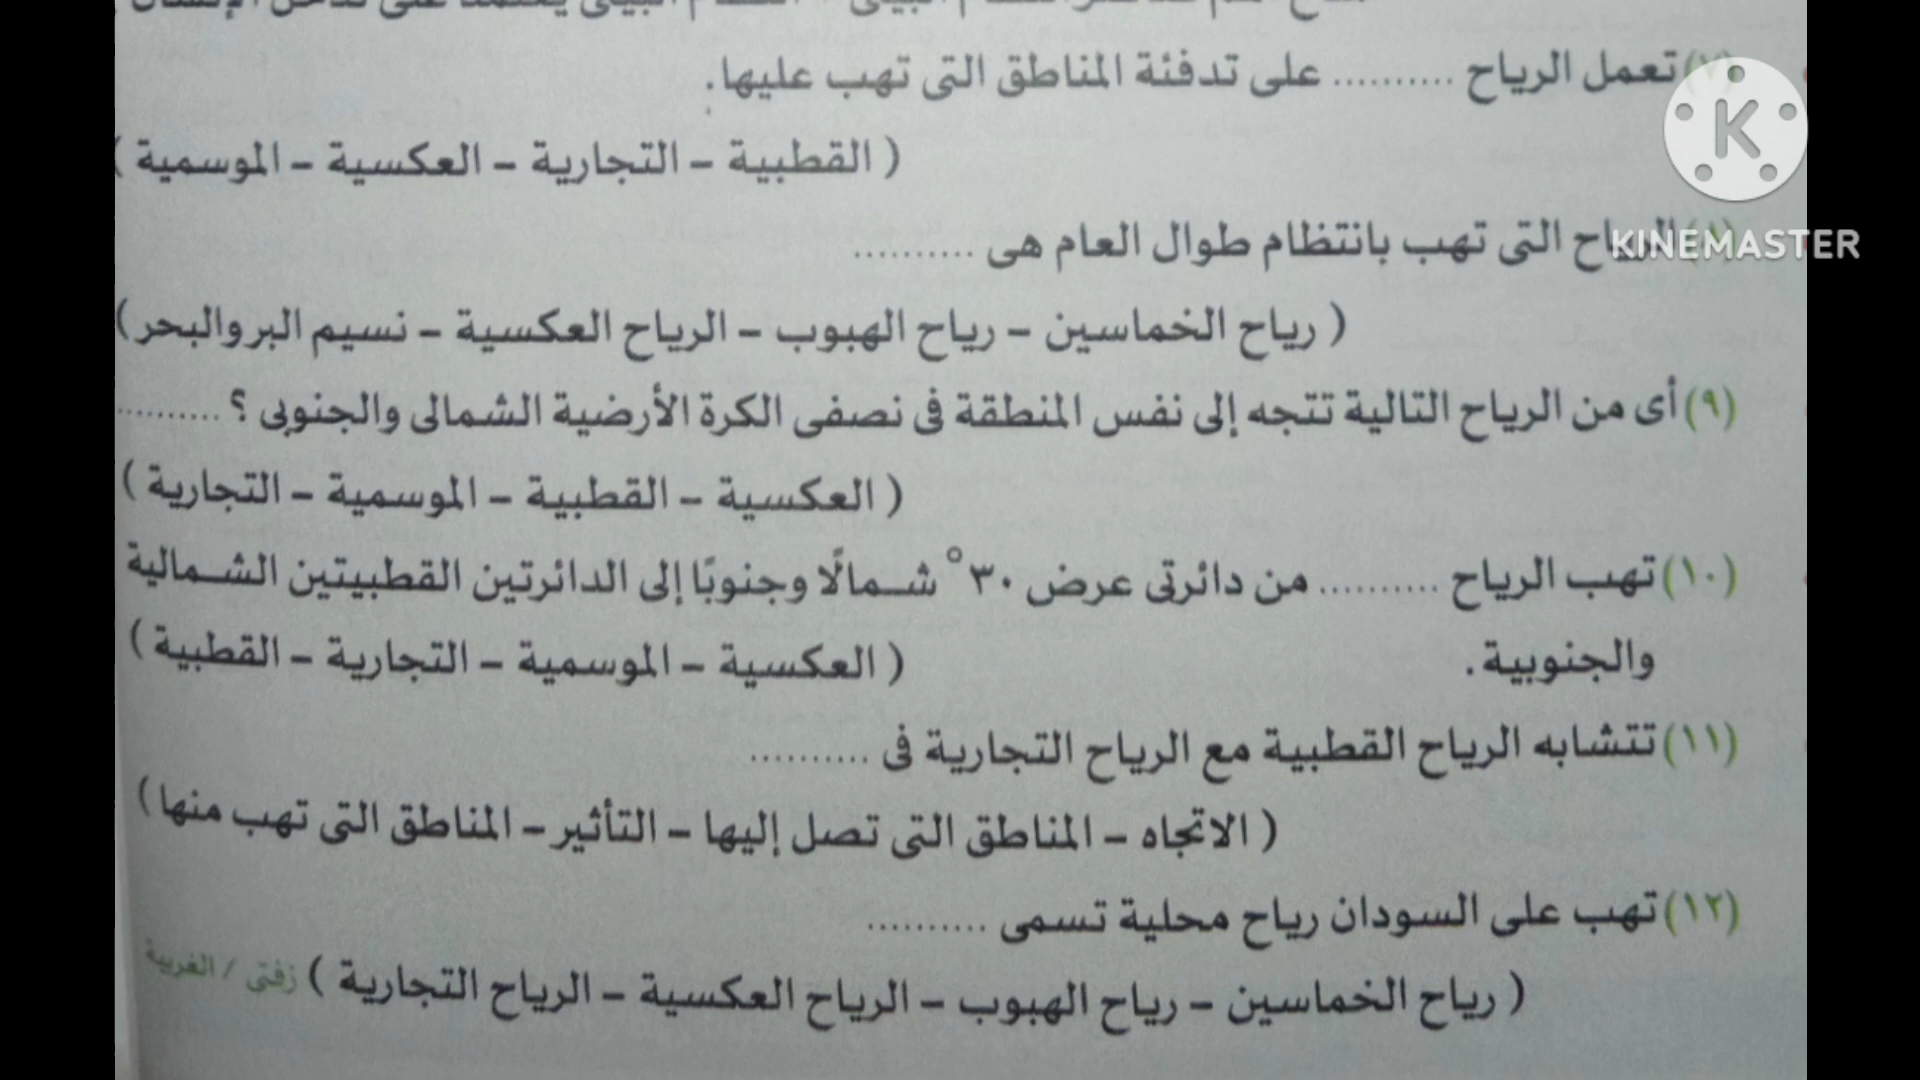 (٧) تعمل الرياح .......... على تدفئة المناطق التى تهب عليها.
( القطبية – التجارية – العكسية – الموسمية )
التى تهب بانتظام طوال العام هى ..........
( رياح الخماسين – رياح الهبوب – الرياح العكسية – نسيم البر والبحر )
(٩) أى من الرياح التالية تتجه إلى نفس المنطقة فى نصفى الكرة الأرضية الشمالى والجنوبى ؟ ..........
( العكسية – القطبية – الموسمية – التجارية )
(١٠) تهب الرياح .......... من دائرتى عرض ٣٠° شمالًا وجنوبًا إلى الدائرتين القطبيتين الشمالية
والجنوبية. ( العكسية – الموسمية – التجارية – القطبية )
(١١) تتشابه الرياح القطبية مع الرياح التجارية فى ..........
( الاتجاه – المناطق التى تصل إليها – التأثير – المناطق التى تهب منها )
(١٢) تهب على السودان رياح محلية تسمى ..........
( رياح الخماسين – رياح الهبوب – الرياح العكسية – الرياح التجارية ) زفتى / الغربية
K
KINEMASTER